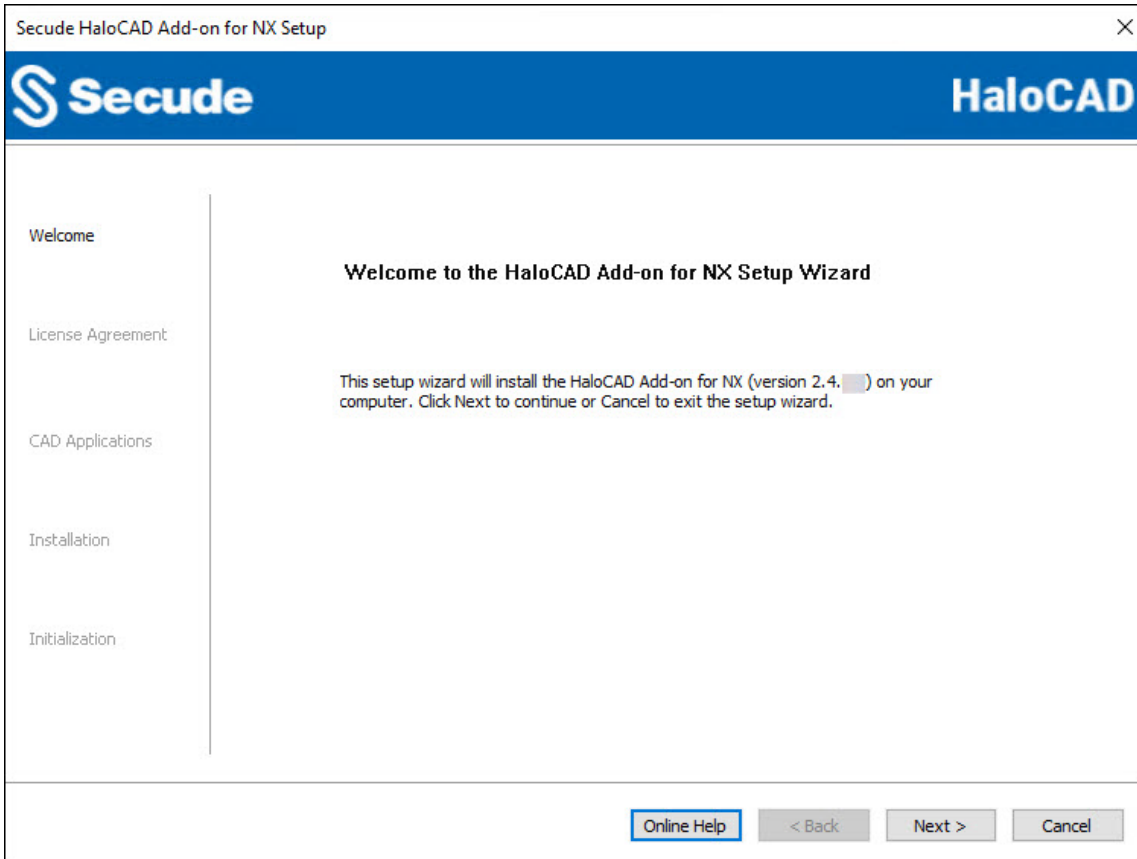 Secude HaloCAD Add-on for NX Setup
Secude
HaloCAD
Welcome
License Agreement
CAD Applications
Installation
Initialization
Welcome to the HaloCAD Add-on for NX Setup Wizard
This setup wizard will install the HaloCAD Add-on for NX (version 2.4. ) on your
computer. Click Next to continue or Cancel to exit the setup wizard.
Online Help
< Back
Next >
Cancel